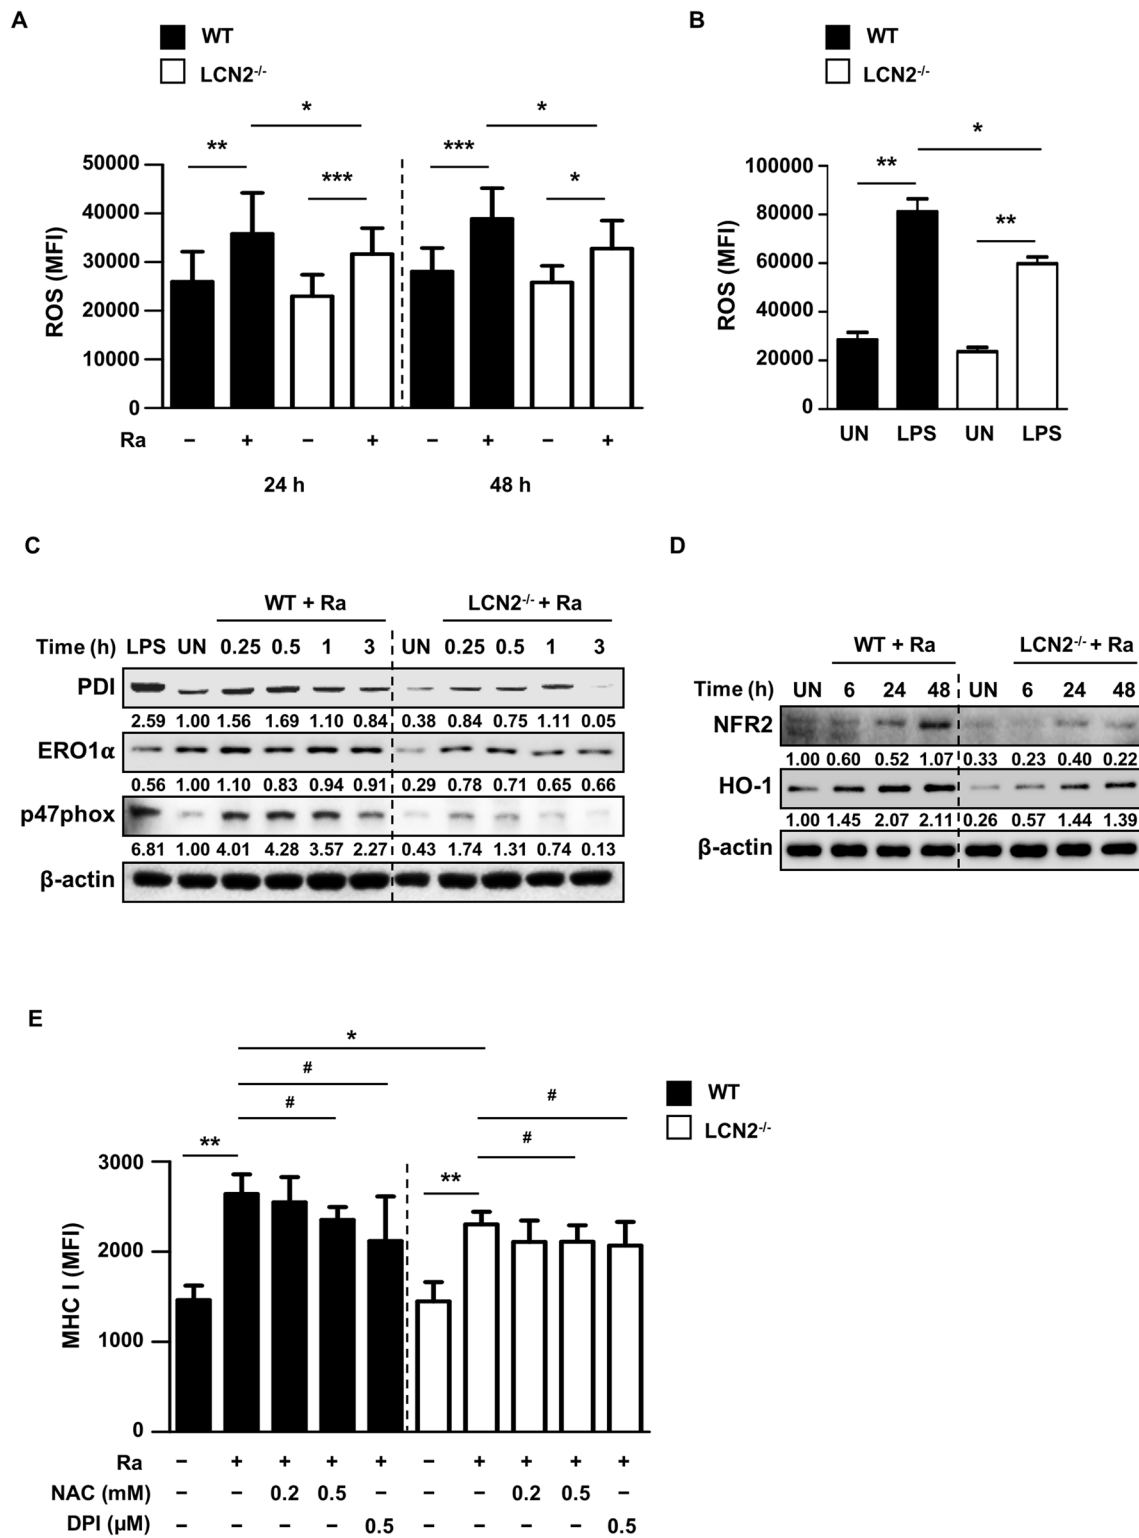 A
WT
LCN2-/-
*
*
**
***
***
*
50000
40000
30000
20000
10000
0
ROS (MFI)
Ra − + − + − + − +
24 h 48 h
B
WT
LCN2-/-
*
**
**
100000
80000
60000
40000
20000
0
ROS (MFI)
UN LPS UN LPS
C
WT + Ra LCN2-/- + Ra
Time (h) LPS UN 0.25 0.5 1 3 UN 0.25 0.5 1 3
PDI
2.59 1.00 1.56 1.69 1.10 0.84 0.38 0.84 0.75 1.11 0.05
ERO1α
0.56 1.00 1.10 0.83 0.94 0.91 0.29 0.78 0.71 0.65 0.66
p47phox
6.81 1.00 4.01 4.28 3.57 2.27 0.43 1.74 1.31 0.74 0.13
β-actin
D
WT + Ra LCN2-/- + Ra
Time (h) UN 6 24 48 UN 6 24 48
NFR2
1.00 0.60 0.52 1.07 0.33 0.23 0.40 0.22
HO-1
1.00 1.45 2.07 2.11 0.26 0.57 1.44 1.39
β-actin
E
*
#
#
#
#
**
**
WT
LCN2-/-
3000
2000
1000
0
MHC I (MFI)
Ra − + + + + − + + + +
NAC (mM) − − 0.2 0.5 − − − 0.2 0.5 −
DPI (μM) − − − − 0.5 − − − − 0.5